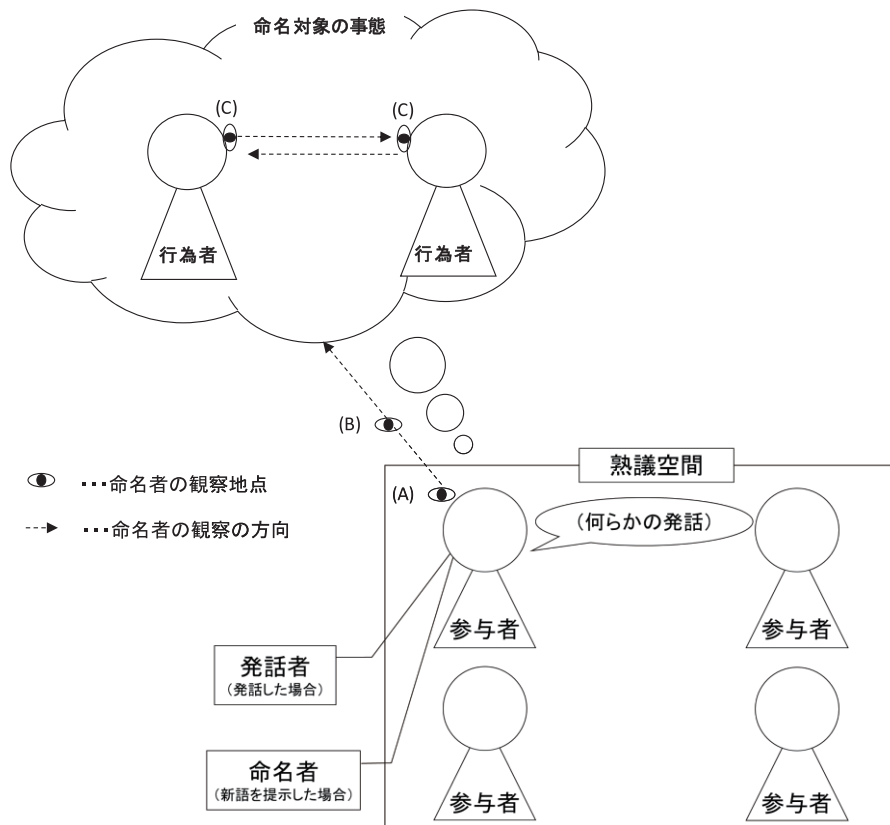 命名対象の事態
(C)
(C)
行為者
行為者
(B)
(A)
・・・命名者の観察地点
・・・命名者の観察の方向
熟議空間
(何らかの発話)
参与者
参与者
発話者
(発話した場合)
命名者
(新語を提示した場合)
参与者
参与者